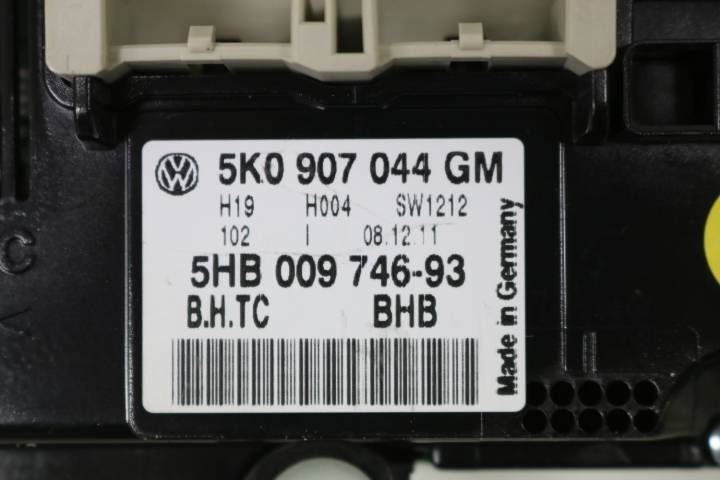 5K0 907 044 GM
H19 H004 SW1212
102 I 08.12.11
5HB 009 746-93
B.H.TC BHB
Made in Germany
C